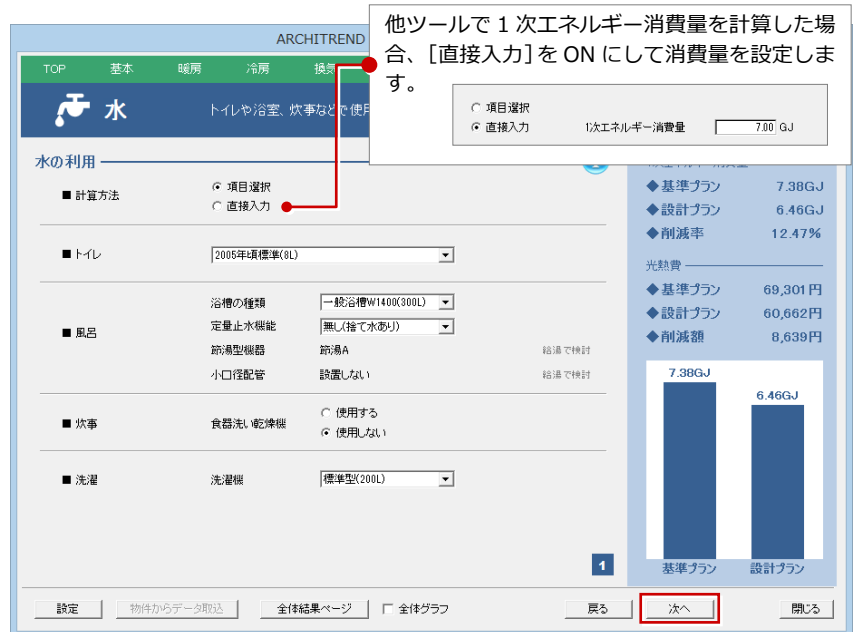 他ツールで 1 次エネルギー消費量を計算した場
合、［直接入力］を ON にして消費量を設定しま
す。
項目選択
直接入力 1次エネルギー消費量 7.00 GJ
ARCHITREND
TOP 基本 暖房 冷房 換気
水 トイレや浴室、炊事などで使用
水の利用
■ 計算方法 項目選択
直接入力
■ トイレ 2005年頃標準(8L)
■ 風呂 浴槽の種類 一般浴槽W1400(300L)
定量止水機能 無し(捨て水あり)
節湯型機器 節湯A 給湯で検討
小口径配管 設置しない 給湯で検討
■ 炊事 食器洗い乾燥機 使用する
使用しない
■ 洗濯 洗濯機 標準型(200L)
1
◆基準プラン 7.38GJ
◆設計プラン 6.46GJ
◆削減率 12.47%
光熱費
◆基準プラン 69,301円
◆設計プラン 60,662円
◆削減額 8,639円
7.38GJ
6.46GJ
基準プラン 設計プラン
設定 物件からデータ取込 全体結果ページ 全体グラフ 戻る 次へ 閉じる